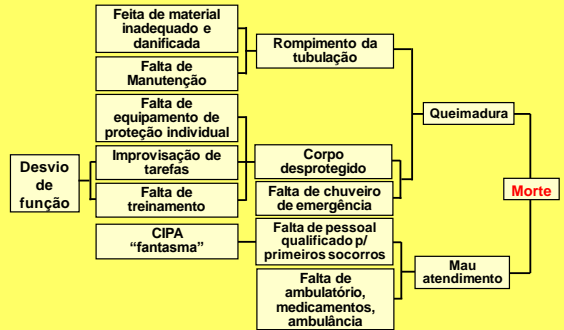 Feita de material
inadequado e
danificada
Falta de
Manutenção
Rompimento da
tubulação
Falta de
equipamento de
proteção individual
Queimadura
Desvio
de
função
Improvisação de
tarefas
Falta de
treinamento
Corpo
desprotegido
Falta de chuveiro
de emergência
Morte
CIPA
“fantasma”
Falta de pessoal
qualificado p/
primeiros socorros
Mau
atendimento
Falta de
ambulatório,
medicamentos,
ambulância